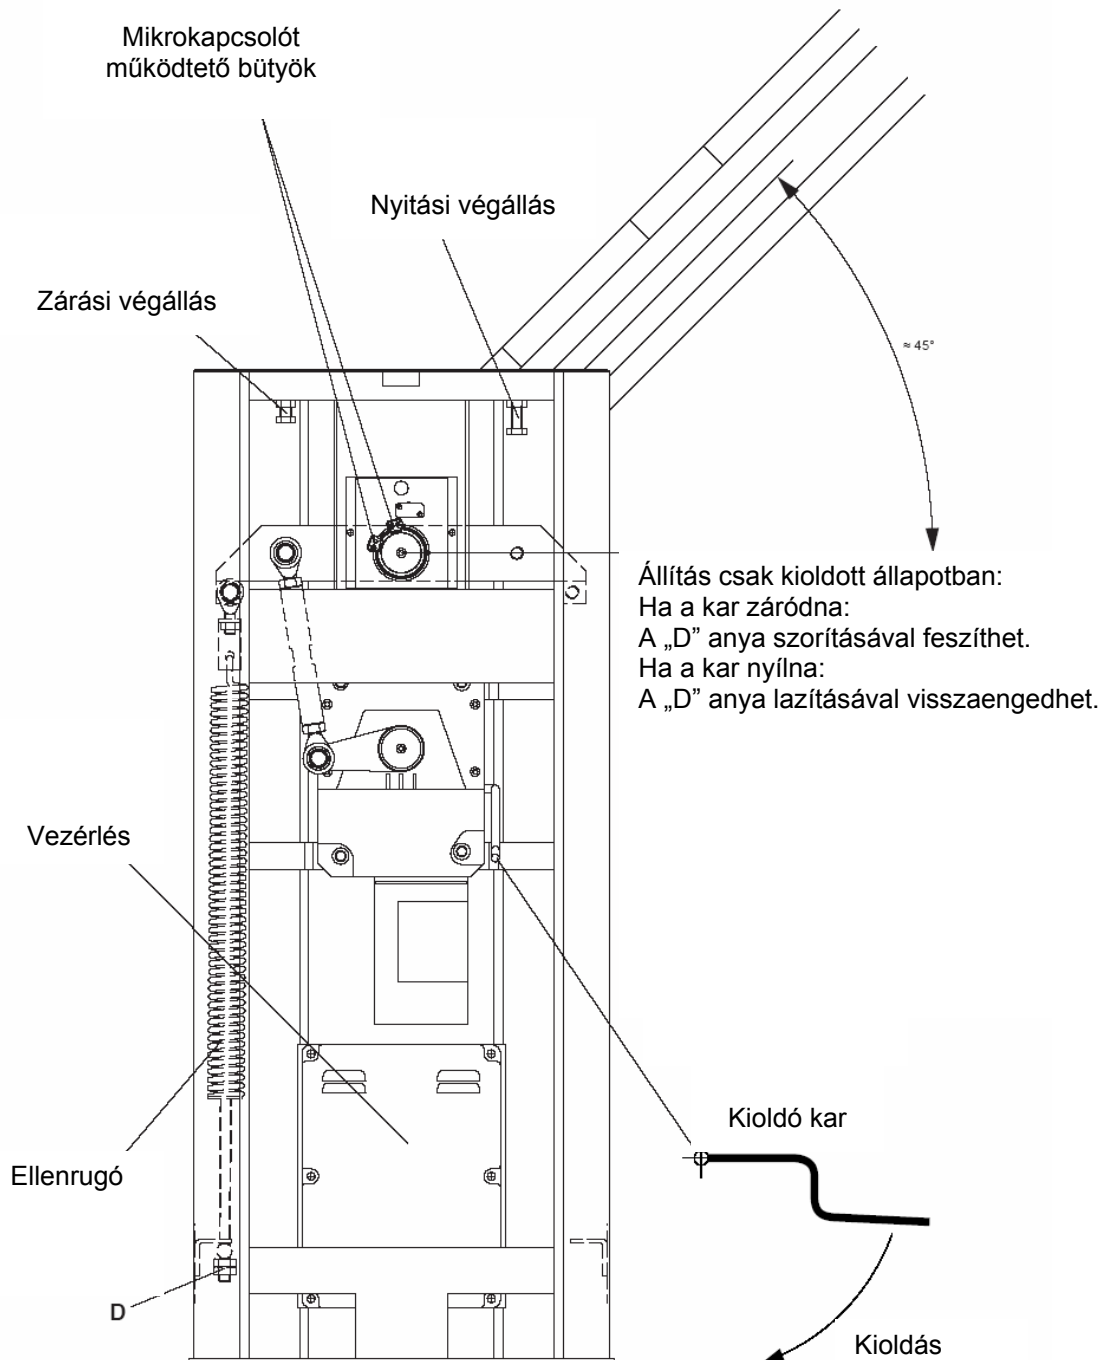 Mikrokapcsolót
működtető bütyök
Nyitási végállás
Zárási végállás
≈ 45°
Állítás csak kioldott állapotban:
Ha a kar záródna:
A „D” anya szorításával feszíthet.
Ha a kar nyílna:
A „D” anya lazításával visszaengedhet.
Vezérlés
Kioldó kar
Ellenrugó
D
Kioldás